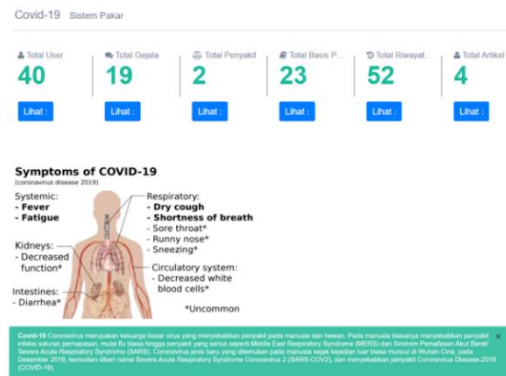 Covid-19 Sistem Pakar
Total User
Total Gejala
Total Penyakit
Total Basis P...
Total Riwayat...
Total Artikel
40
19
2
23
52
4
Lihat :
Lihat :
Lihat :
Lihat :
Lihat :
Lihat :
Symptoms of COVID-19
(coronavirus disease 2019)
Systemic:
- Fever
- Fatigue
Respiratory:
- Dry cough
- Shortness of breath
- Sore throat*
- Runny nose*
- Sneezing*
Kidneys:
- Decreased
function*
Circulatory system:
- Decreased white
blood cells*
Intestines:
- Diarrhea*
*Uncommon
Covid-19 Coronavirus merupakan keluarga besar virus yang menyebabkan penyakit pada manusia dan hewan. Pada manusia biasanya menyebabkan penyakit
infeksi saluran pernapasan, mulai flu biasa hingga penyakit yang serius seperti Middle East Respiratory Syndrome (MERS) dan Sindrom Pernafasan Akut Berat/
Severe Acute Respiratory Syndrome (SARS). Coronavirus jenis baru yang ditemukan pada manusia sejak kejadian luar biasa muncul di Wuhan Cina, pada
Desember 2019, kemudian diberi nama Severe Acute Respiratory Syndrome Coronavirus 2 (SARS-COV2), dan menyebabkan penyakit Coronavirus Disease-2019
(COVID-19)
×